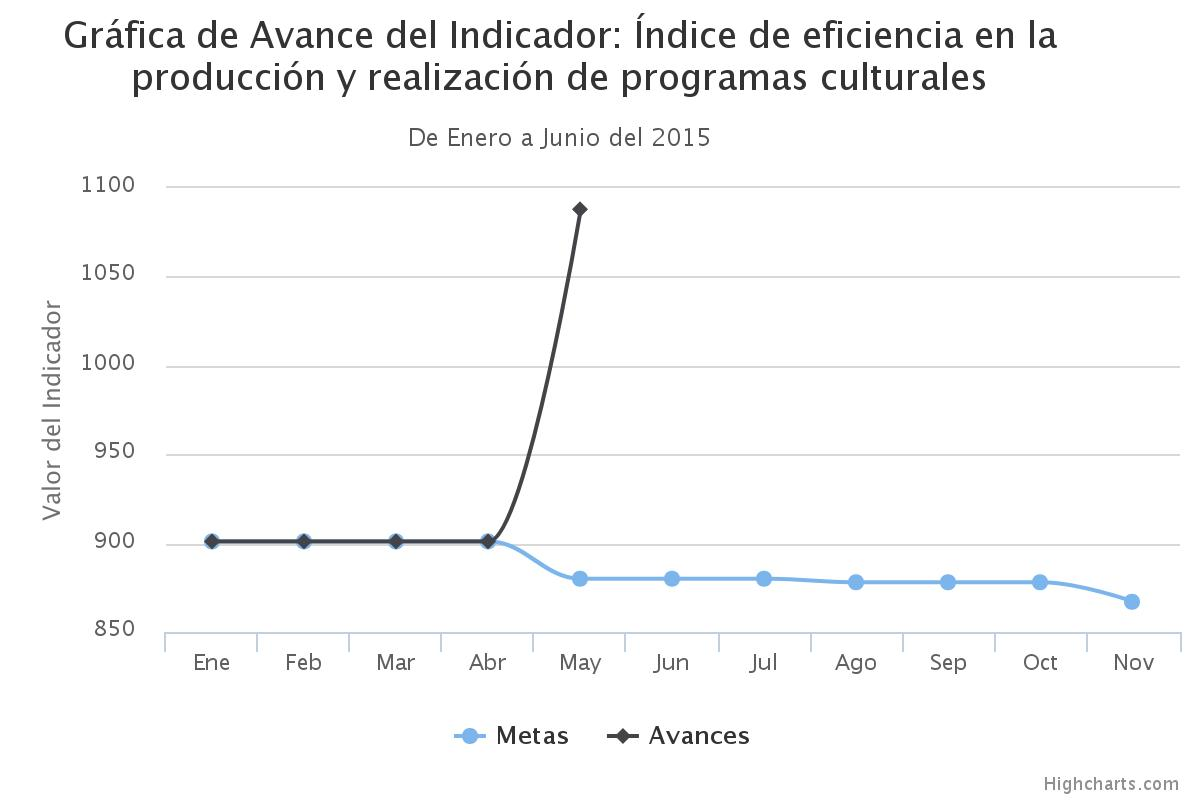 Gráfica de Avance del Indicador: Índice de eficiencia en la
producción y realización de programas culturales
De Enero a Junio del 2015
Valor del Indicador
1100
1050
1000
950
900
850
Ene Feb Mar Abr May Jun Jul Ago Sep Oct Nov
Metas Avances
Highcharts.com